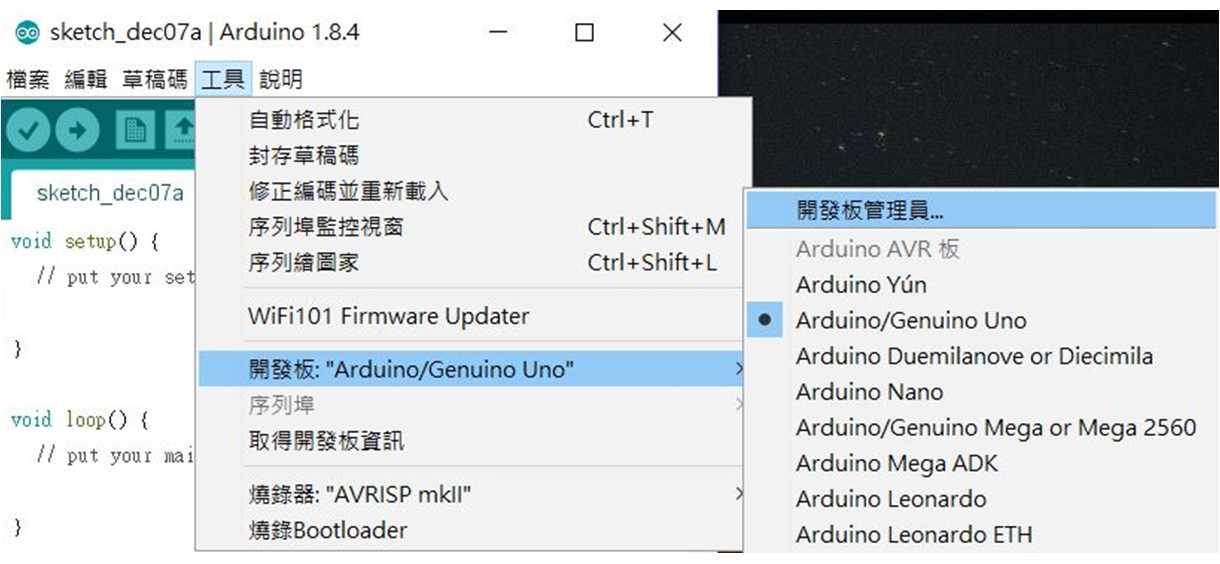 sketch_dec07a | Arduino 1.8.4
檔案 編輯 草稿碼 工具 說明
sketch_dec07a
void setup() {
// put your set
}
void loop() {
// put your mai
}
自動格式化 Ctrl+T
封存草稿碼
修正編碼並重新載入
序列埠監控視窗 Ctrl+Shift+M
序列繪圖家 Ctrl+Shift+L
WiFi101 Firmware Updater
開發板: "Arduino/Genuino Uno"
序列埠
取得開發板資訊
燒錄器: "AVRISP mkII"
燒錄Bootloader
開發板管理員...
Arduino AVR 板
Arduino Yún
Arduino/Genuino Uno
Arduino Duemilanove or Diecimila
Arduino Nano
Arduino/Genuino Mega or Mega 2560
Arduino Mega ADK
Arduino Leonardo
Arduino Leonardo ETH